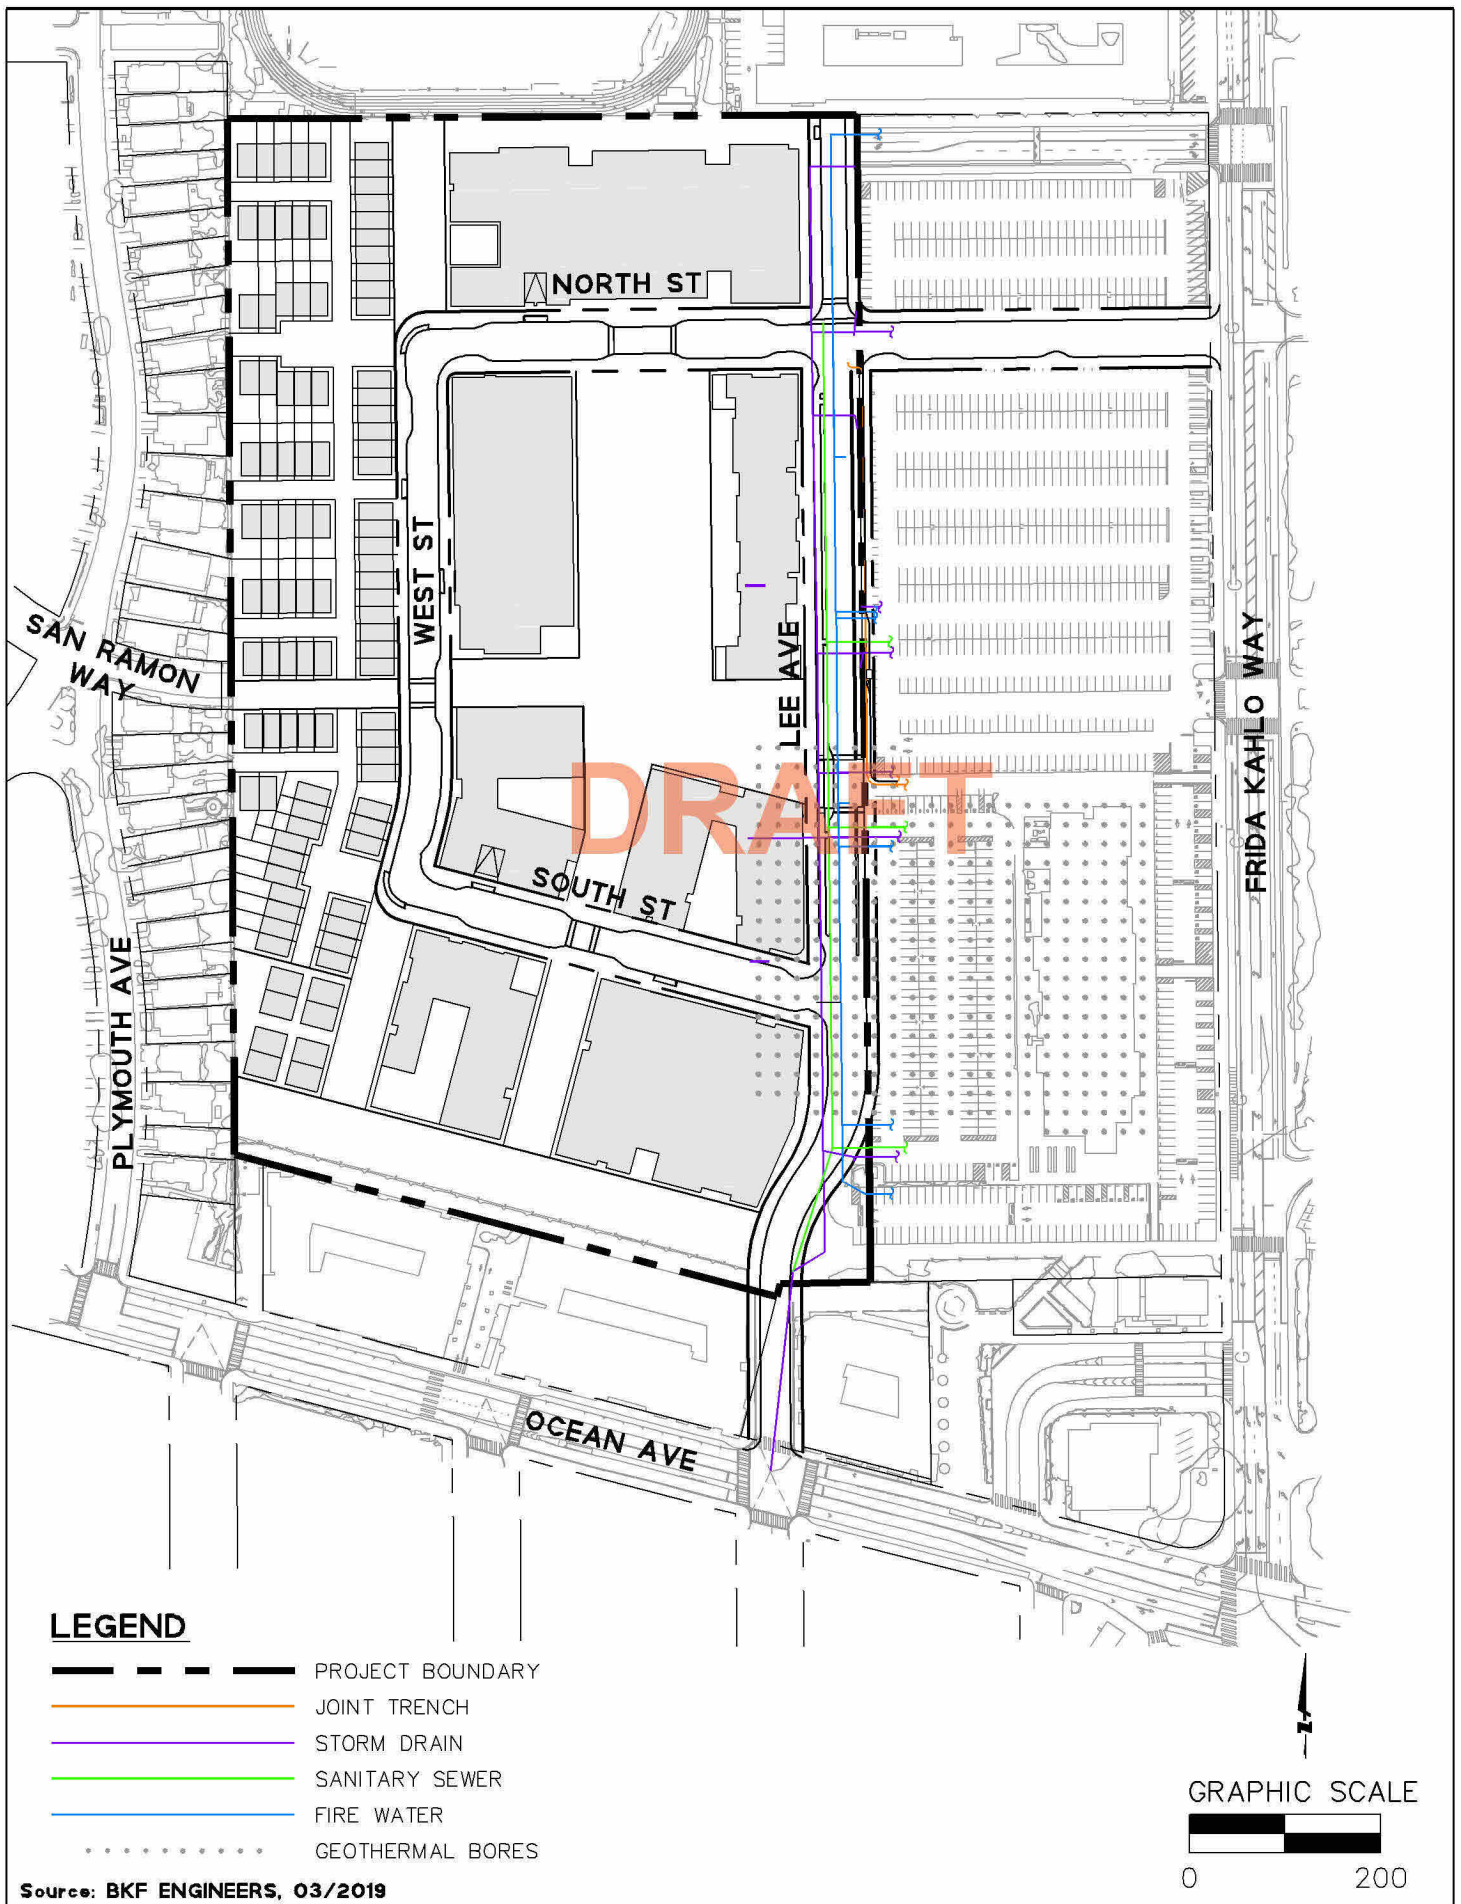 NORTH ST
WEST ST
SAN RAMON
WAY
LEE AVE
FRIDA KAHLO WAY
DRAFT
SOUTH ST
PLYMOUTH AVE
OCEAN AVE
LEGEND
PROJECT BOUNDARY
JOINT TRENCH
STORM DRAIN
SANITARY SEWER
FIRE WATER
GEOTHERMAL BORES
Source: BKF ENGINEERS, 03/2019
GRAPHIC SCALE
0 200